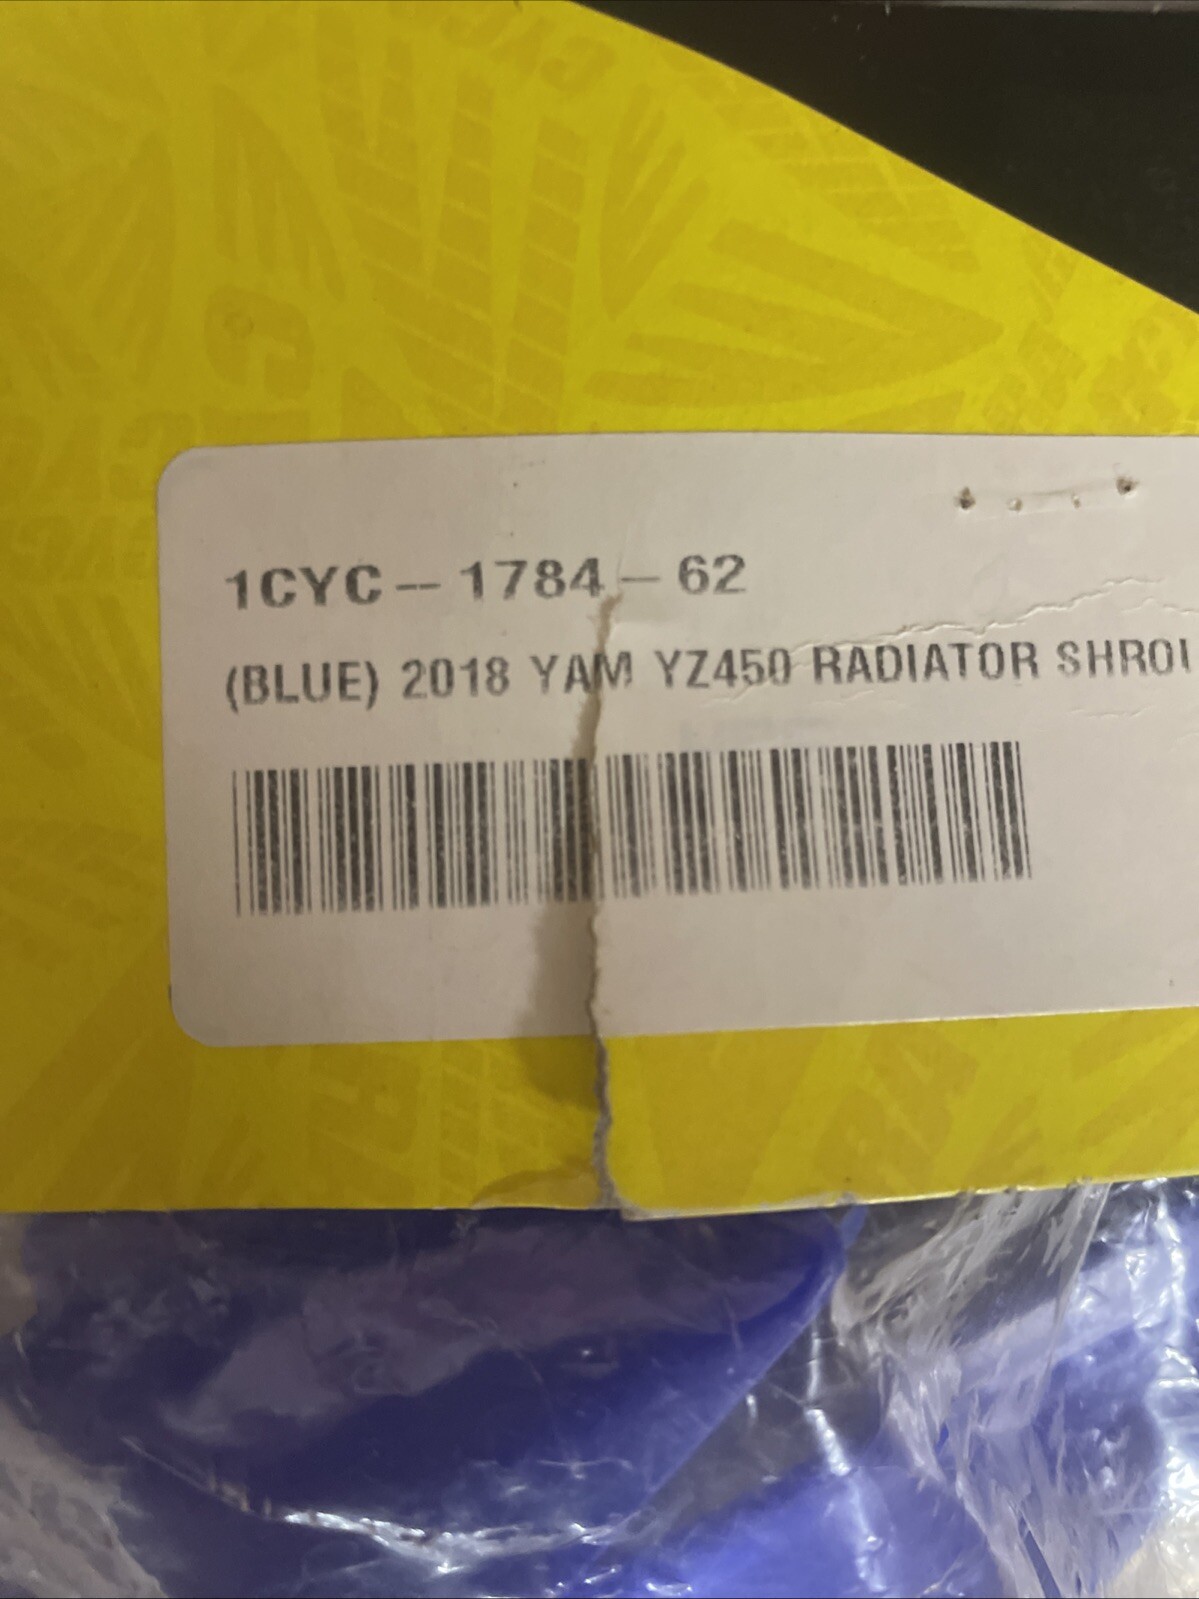 1CYC -- 1784 - 62
(BLUE) 2018 YAM YZ450 RADIATOR